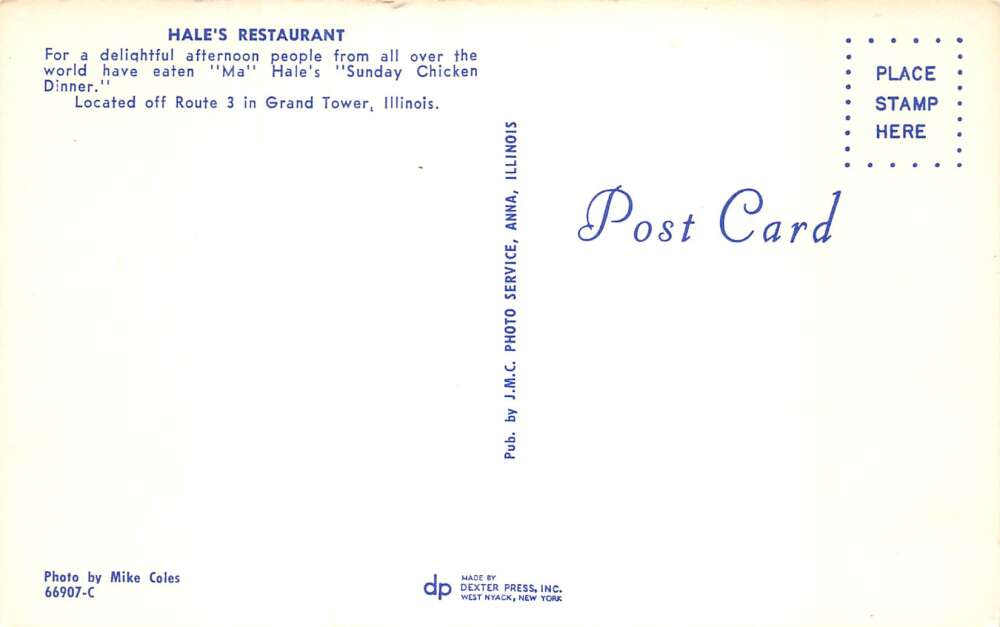 HALE'S RESTAURANT
For a delightful afternoon people from all over the
world have eaten "Ma" Hale's "Sunday Chicken
Dinner."
Located off Route 3 in Grand Tower, Illinois.
PLACE
STAMP
HERE
Post Card
Pub. by J.M.C. PHOTO SERVICE, ANNA, ILLINOIS
Photo by Mike Coles
66907-C
dp
MADE BY
DEXTER PRESS, INC.
WEST NYACK, NEW YORK